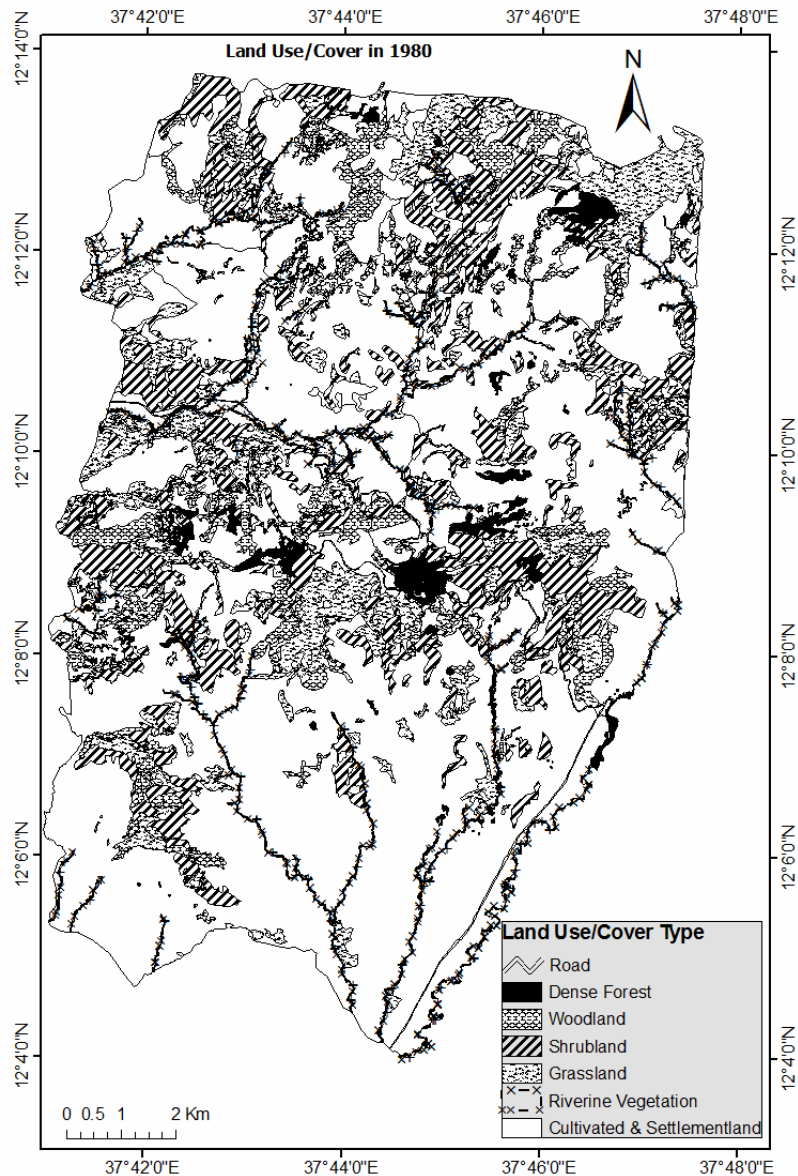 37°42'0"E 37°44'0"E 37°46'0"E 37°48'0"E
12°14'0"N
Land Use/Cover in 1980
N
12°12'0"N 12°12'0"N
12°10'0"N 12°10'0"N
12°8'0"N 12°8'0"N
12°6'0"N 12°6'0"N
Land Use/Cover Type
Road
Dense Forest
Woodland
Shrubland
Grassland
Riverine Vegetation
Cultivated & Settlementland
12°4'0"N 12°4'0"N
0 0.5 1 2 Km
37°42'0"E 37°44'0"E 37°46'0"E 37°48'0"E